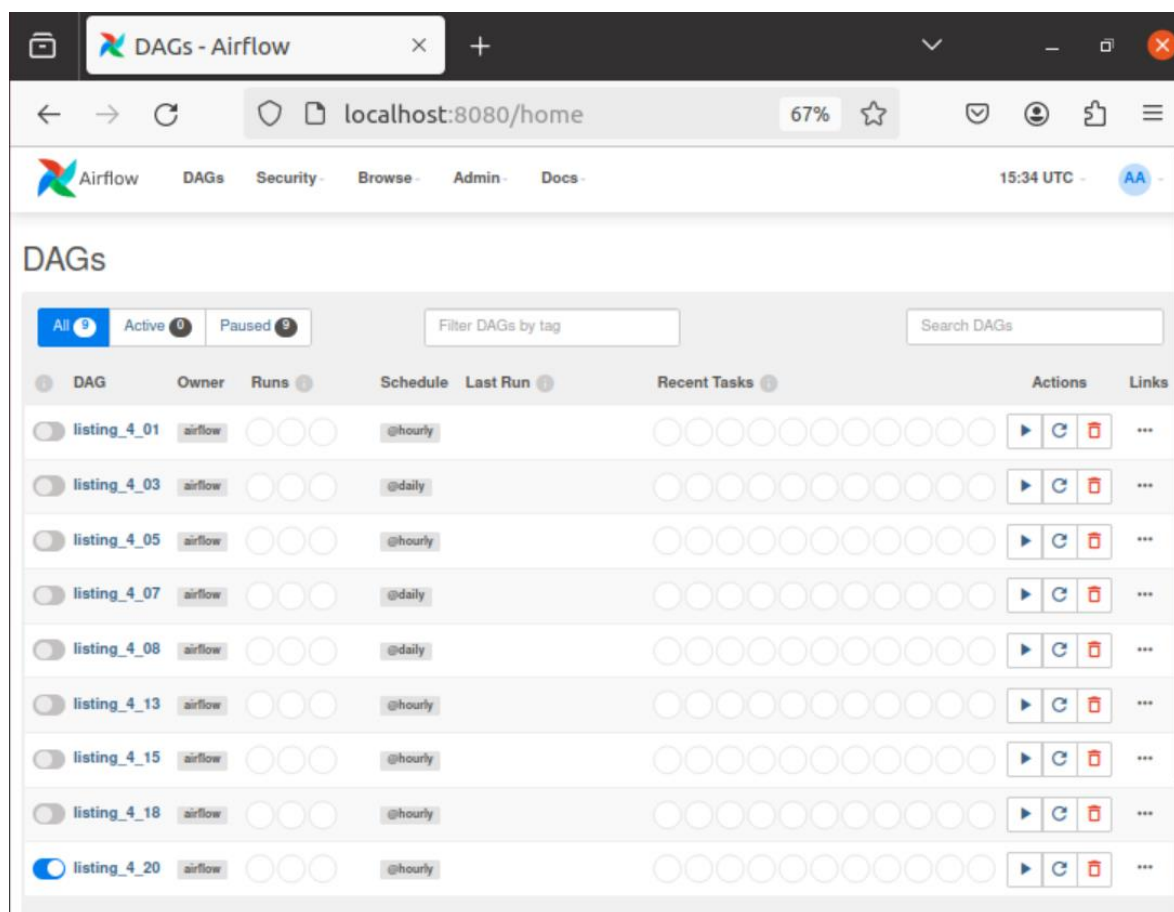 DAGs - Airflow
localhost:8080/home 67%
Airflow DAGs Security Browse Admin Docs 15:34 UTC AA
DAGs
All 9 Active 0 Paused 9 Filter DAGs by tag Search DAGs
DAG Owner Runs Schedule Last Run Recent Tasks Actions Links
listing_4_01 airflow @hourly
listing_4_03 airflow @daily
listing_4_05 airflow @hourly
listing_4_07 airflow @daily
listing_4_08 airflow @daily
listing_4_13 airflow @hourly
listing_4_15 airflow @hourly
listing_4_18 airflow @hourly
listing_4_20 airflow @hourly